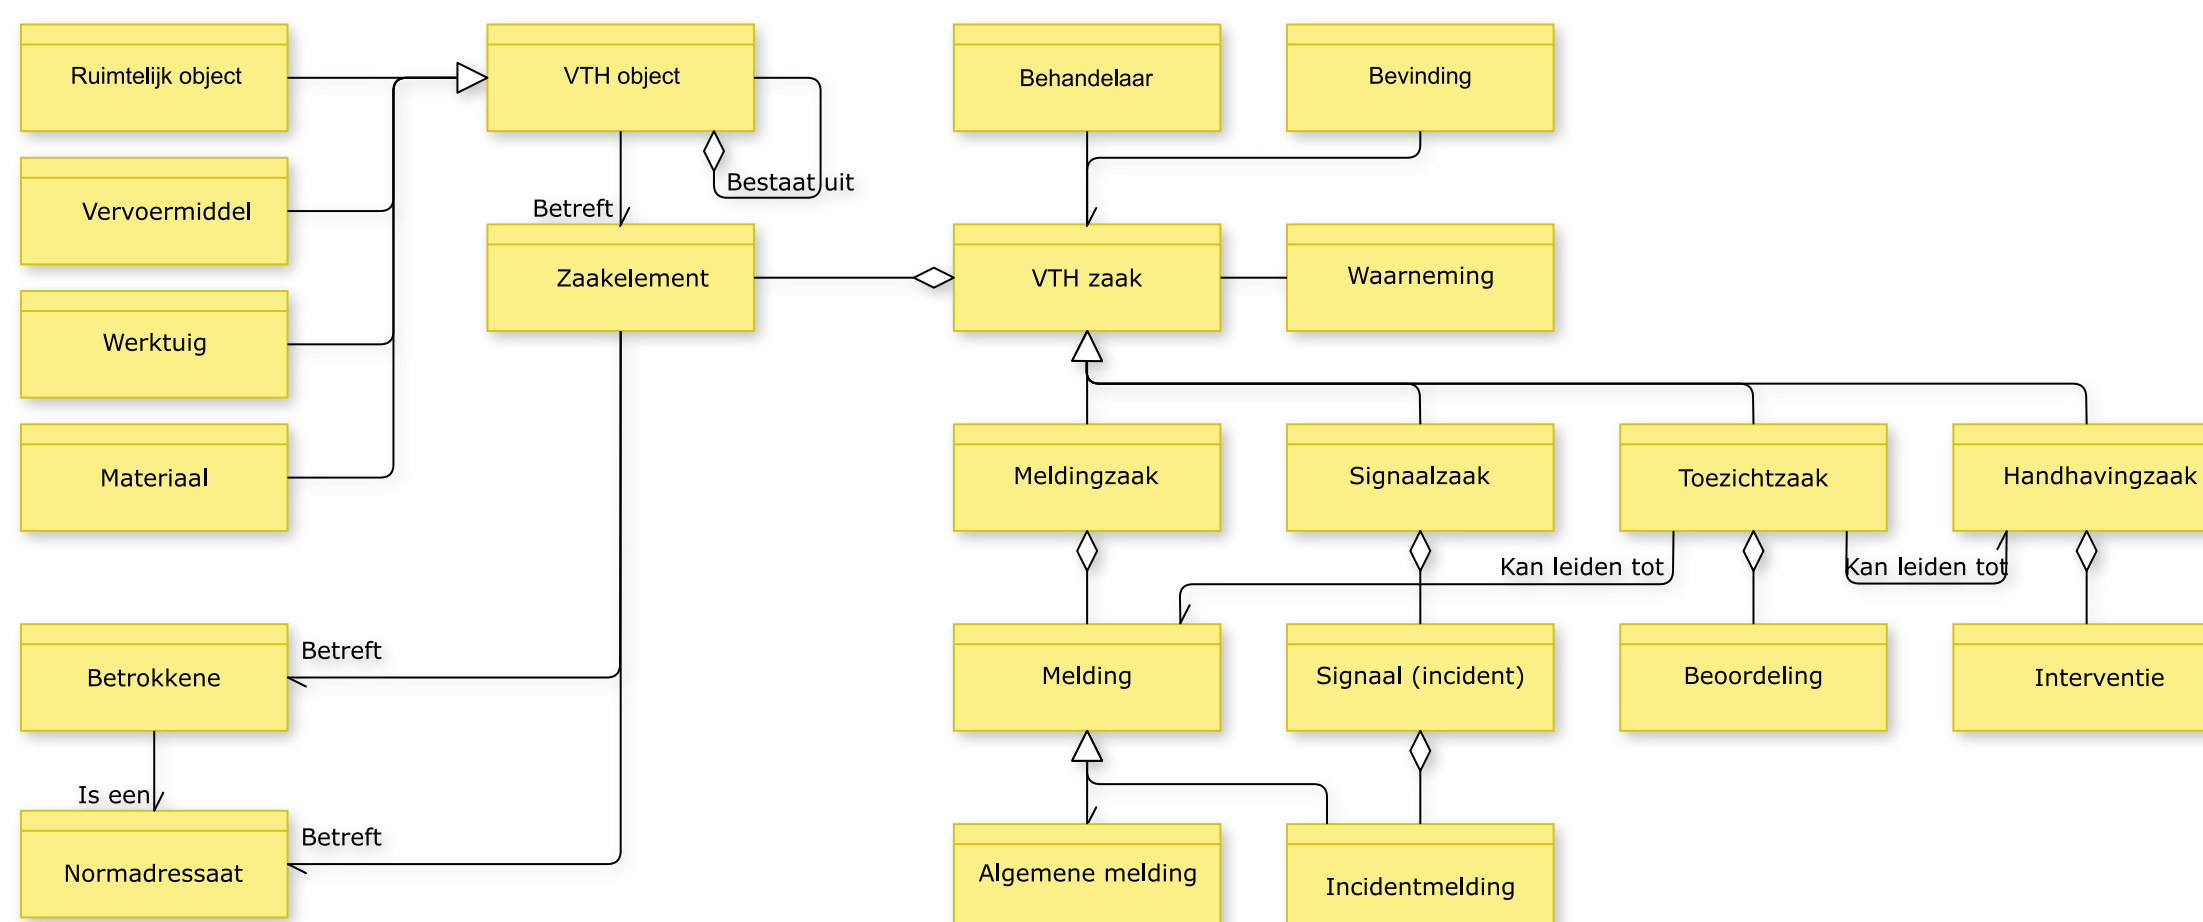 Ruimtelijk object
VTH object
Behandelaar
Bevinding
Bestaat uit
Vervoermiddel
Betreft
Zaakelement
VTH zaak
Waarneming
Werktuig
Materiaal
Meldingzaak
Signaalzaak
Toezichtzaak
Handhavingzaak
Kan leiden tot
Kan leiden tot
Betreft
Betrokkene
Melding
Signaal (incident)
Beoordeling
Interventie
Is een
Betreft
Normadressaat
Algemene melding
Incidentmelding